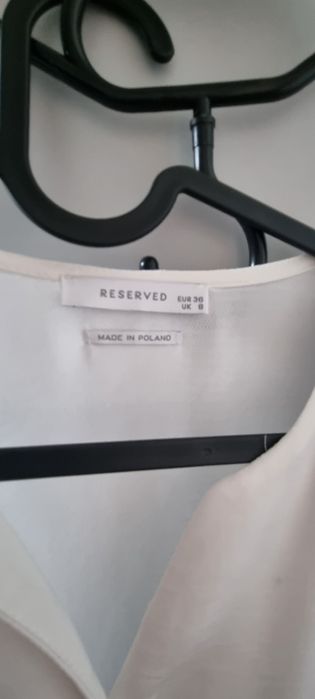 RESERVED EUR 36
UK 8
MADE IN POLAND